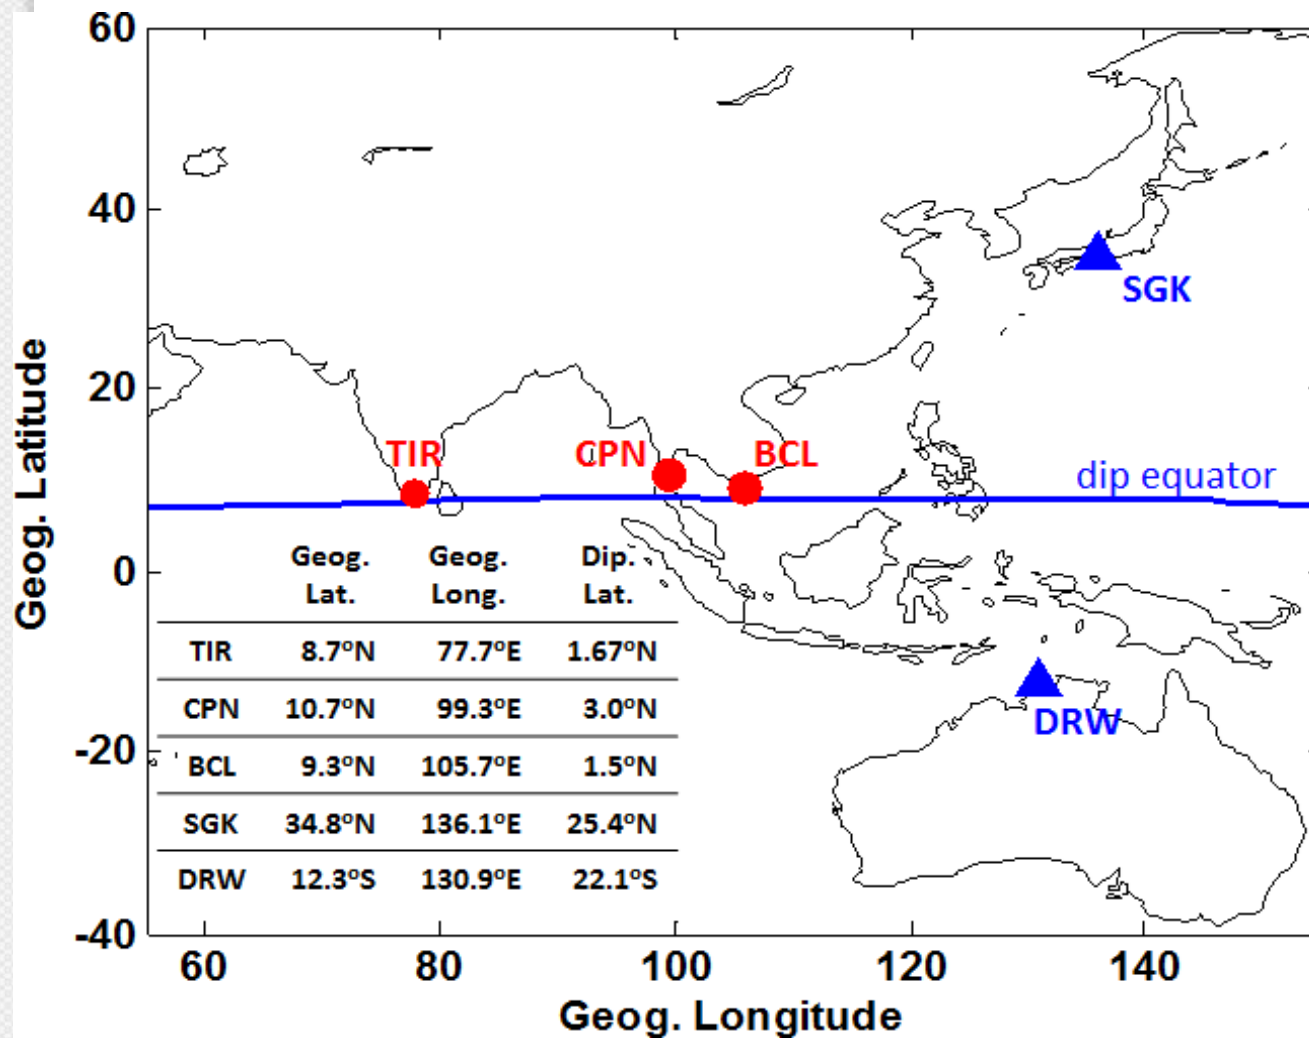 60
40
20
0
-20
-40
Geog. Latitude
SGK
TIR
CPN
BCL
dip equator
DRW
Geog. Lat. Geog. Long. Dip. Lat.
TIR 8.7°N 77.7°E 1.67°N
CPN 10.7°N 99.3°E 3.0°N
BCL 9.3°N 105.7°E 1.5°N
SGK 34.8°N 136.1°E 25.4°N
DRW 12.3°S 130.9°E 22.1°S
60 80 100 120 140
Geog. Longitude